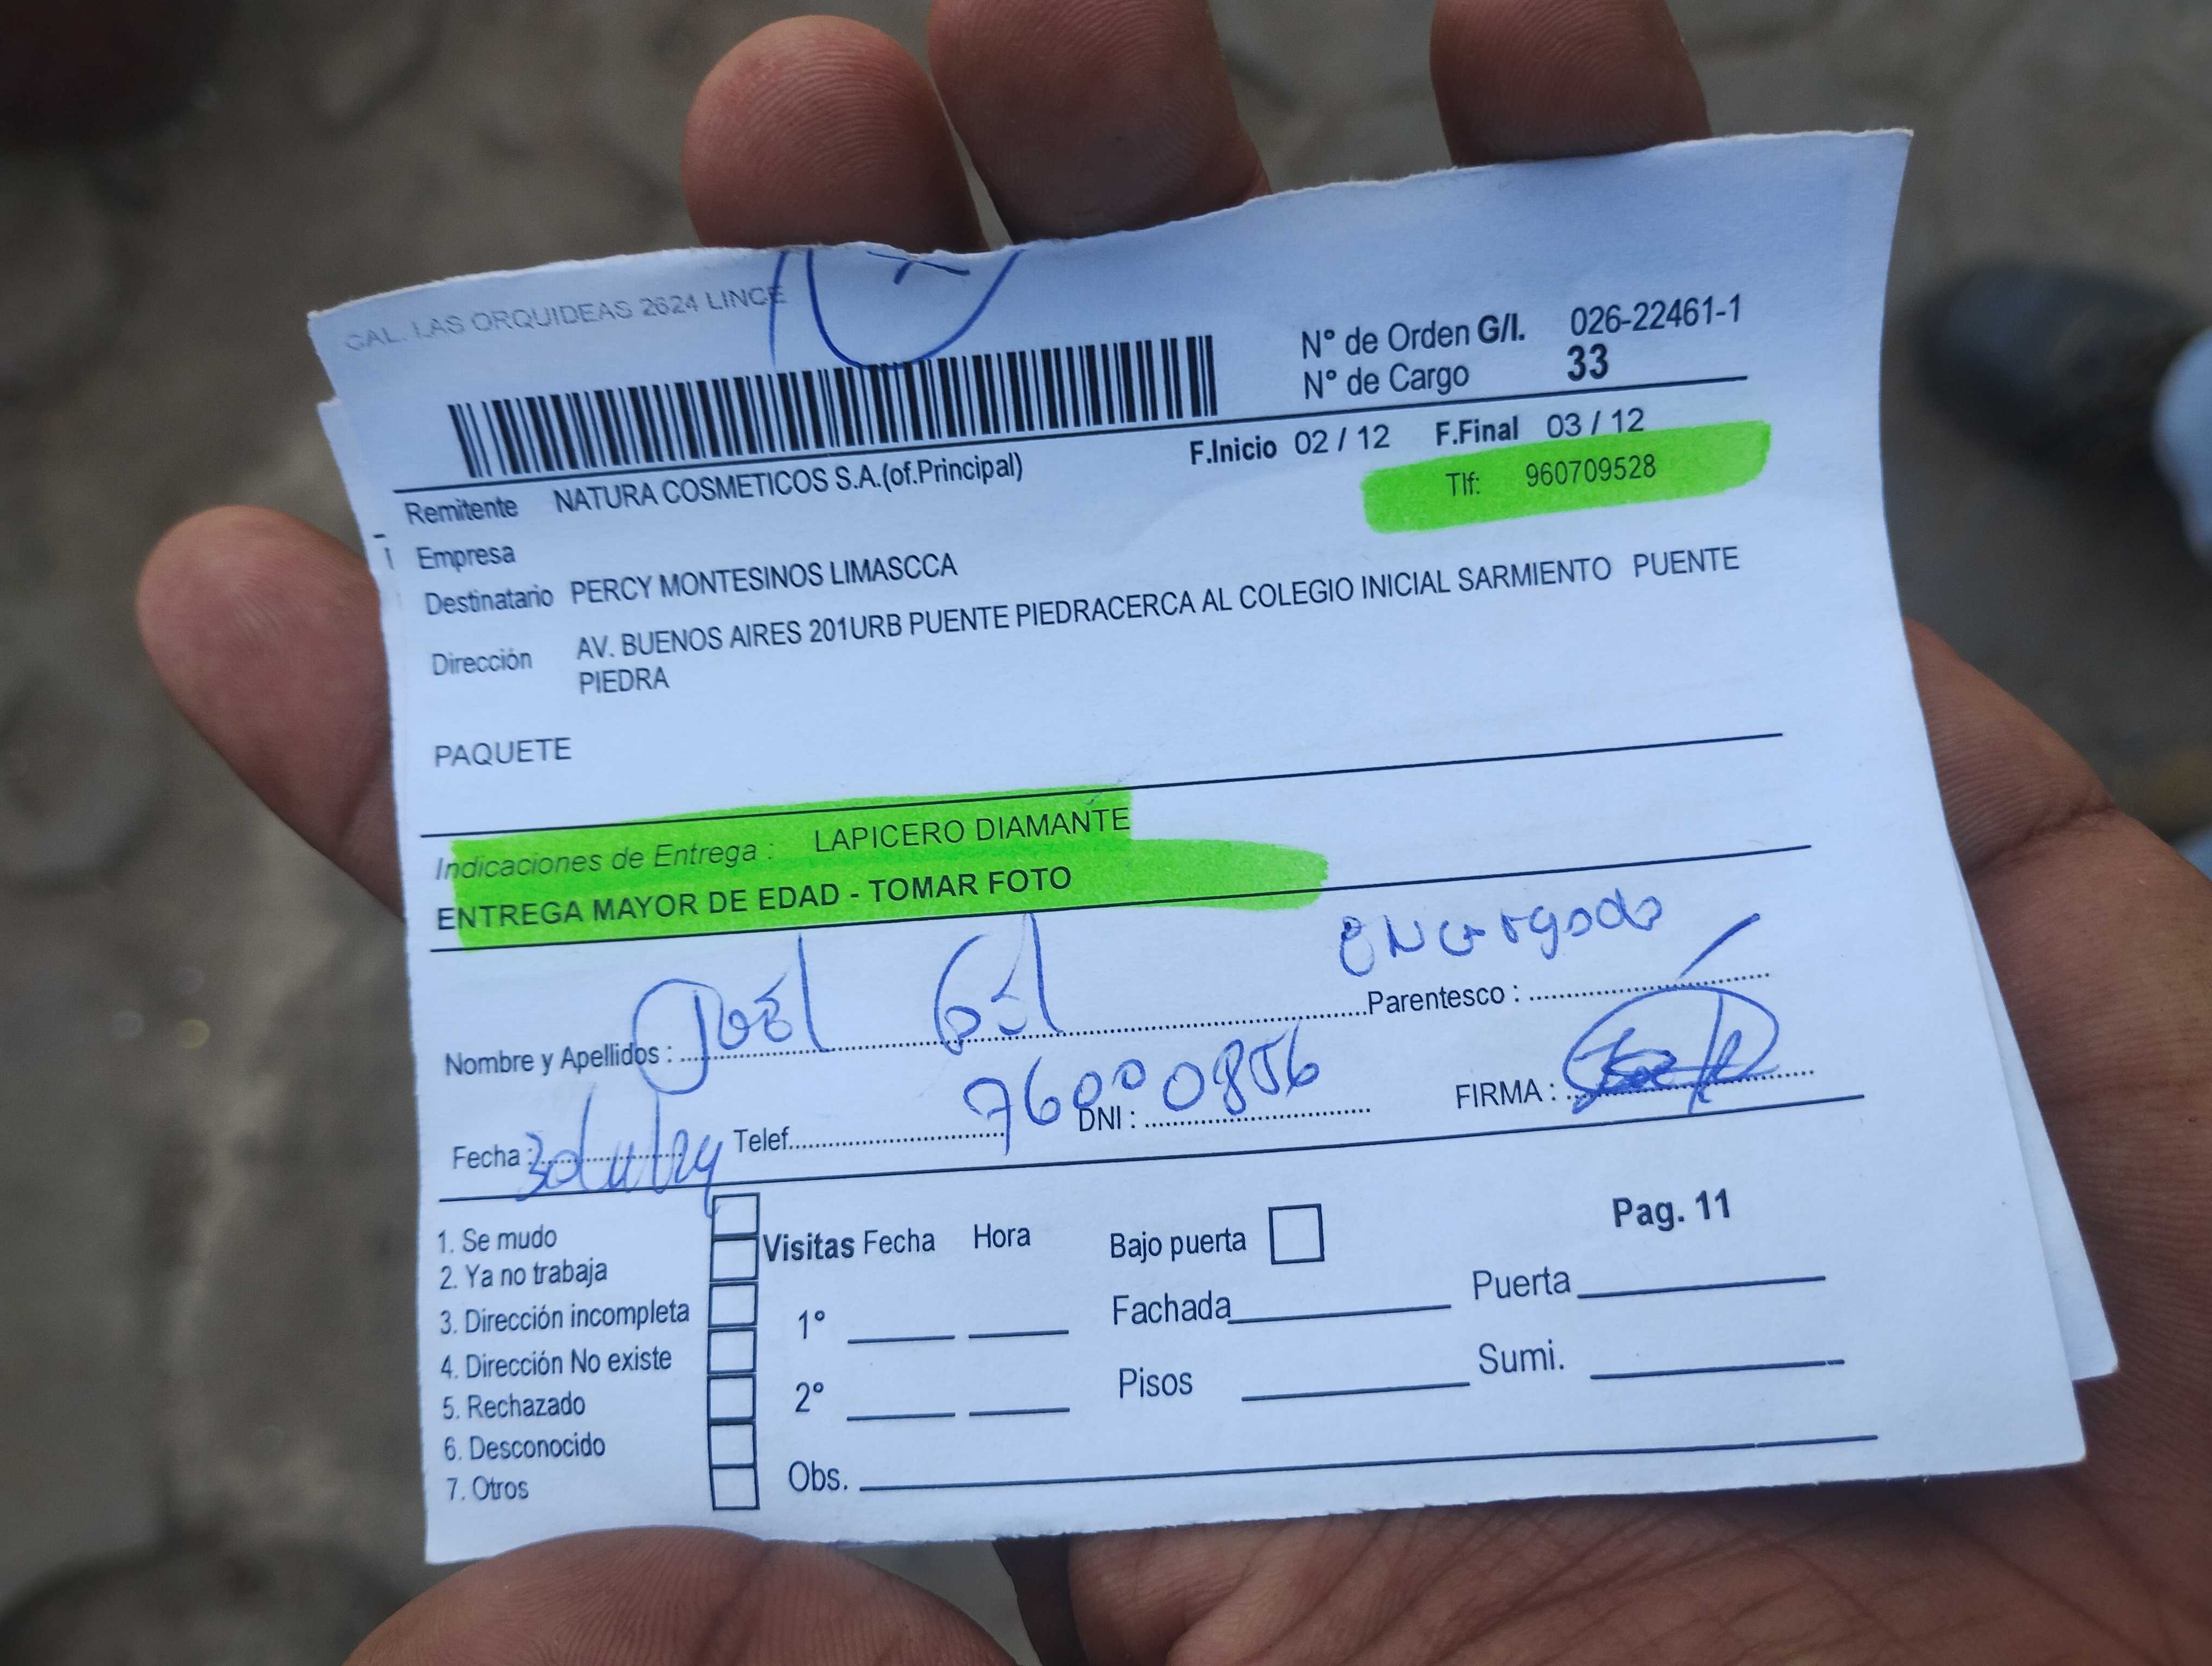 CAL. LAS ORQUIDEAS 2624 LINCE
N° de Orden G/I. 026-22461-1
N° de Cargo 33
F.Inicio 02 / 12 F.Final 03 / 12
Remitente NATURA COSMETICOS S.A.(of.Principal)
Tlf: 960709528
Empresa
Destinatario PERCY MONTESINOS LIMASCCA
Dirección AV. BUENOS AIRES 201URB PUENTE PIEDRACERCA AL COLEGIO INICIAL SARMIENTO PUENTE
PIEDRA
PAQUETE
Indicaciones de Entrega : LAPICERO DIAMANTE
ENTREGA MAYOR DE EDAD - TOMAR FOTO
encargado
Nombre y Apellidos : Joél Gil Parentesco :
Fecha : Telef. DNI : 76000856 FIRMA :
1. Se mudo
2. Ya no trabaja
3. Dirección incompleta
4. Dirección No existe
5. Rechazado
6. Desconocido
7. Otros
Visitas Fecha Hora
1°
2°
Obs.
Bajo puerta
Fachada
Pisos
Pag. 11
Puerta
Sumi.